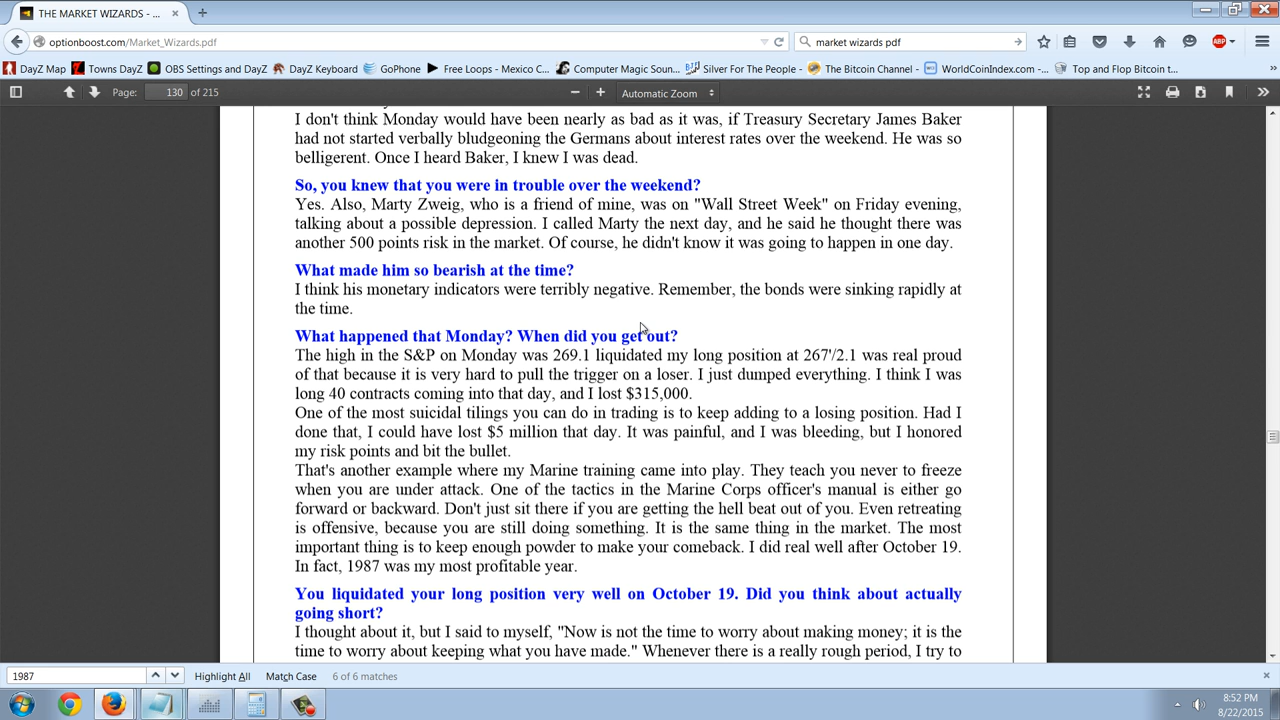 THE MARKET WIZARDS - ...
optionboost.com/Market_Wizards.pdf
market wizards pdf
ABP
DayZ Map
Towns DayZ
OBS Settings and DayZ
DayZ Keyboard
GoPhone
Free Loops - Mexico C...
Computer Magic Soun...
Silver For The People -
The Bitcoin Channel -
WorldCoinIndex.com -...
Top and Flop Bitcoin t...
Page: 130 of 215
Automatic Zoom
I don't think Monday would have been nearly as bad as it was, if Treasury Secretary James Baker
had not started verbally bludgeoning the Germans about interest rates over the weekend. He was so
belligerent. Once I heard Baker, I knew I was dead.
So, you knew that you were in trouble over the weekend?
Yes. Also, Marty Zweig, who is a friend of mine, was on "Wall Street Week" on Friday evening,
talking about a possible depression. I called Marty the next day, and he said he thought there was
another 500 points risk in the market. Of course, he didn't know it was going to happen in one day.
What made him so bearish at the time?
I think his monetary indicators were terribly negative. Remember, the bonds were sinking rapidly at
the time.
What happened that Monday? When did you get out?
The high in the S&P on Monday was 269.1 liquidated my long position at 267'/2.1 was real proud
of that because it is very hard to pull the trigger on a loser. I just dumped everything. I think I was
long 40 contracts coming into that day, and I lost $315,000.
One of the most suicidal tilings you can do in trading is to keep adding to a losing position. Had I
done that, I could have lost $5 million that day. It was painful, and I was bleeding, but I honored
my risk points and bit the bullet.
That's another example where my Marine training came into play. They teach you never to freeze
when you are under attack. One of the tactics in the Marine Corps officer's manual is either go
forward or backward. Don't just sit there if you are getting the hell beat out of you. Even retreating
is offensive, because you are still doing something. It is the same thing in the market. The most
important thing is to keep enough powder to make your comeback. I did real well after October 19.
In fact, 1987 was my most profitable year.
You liquidated your long position very well on October 19. Did you think about actually
going short?
I thought about it, but I said to myself, "Now is not the time to worry about making money; it is the
time to worry about keeping what you have made." Whenever there is a really rough period, I try to
1987
Highlight All
Match Case
6 of 6 matches
8:52 PM
8/22/2015